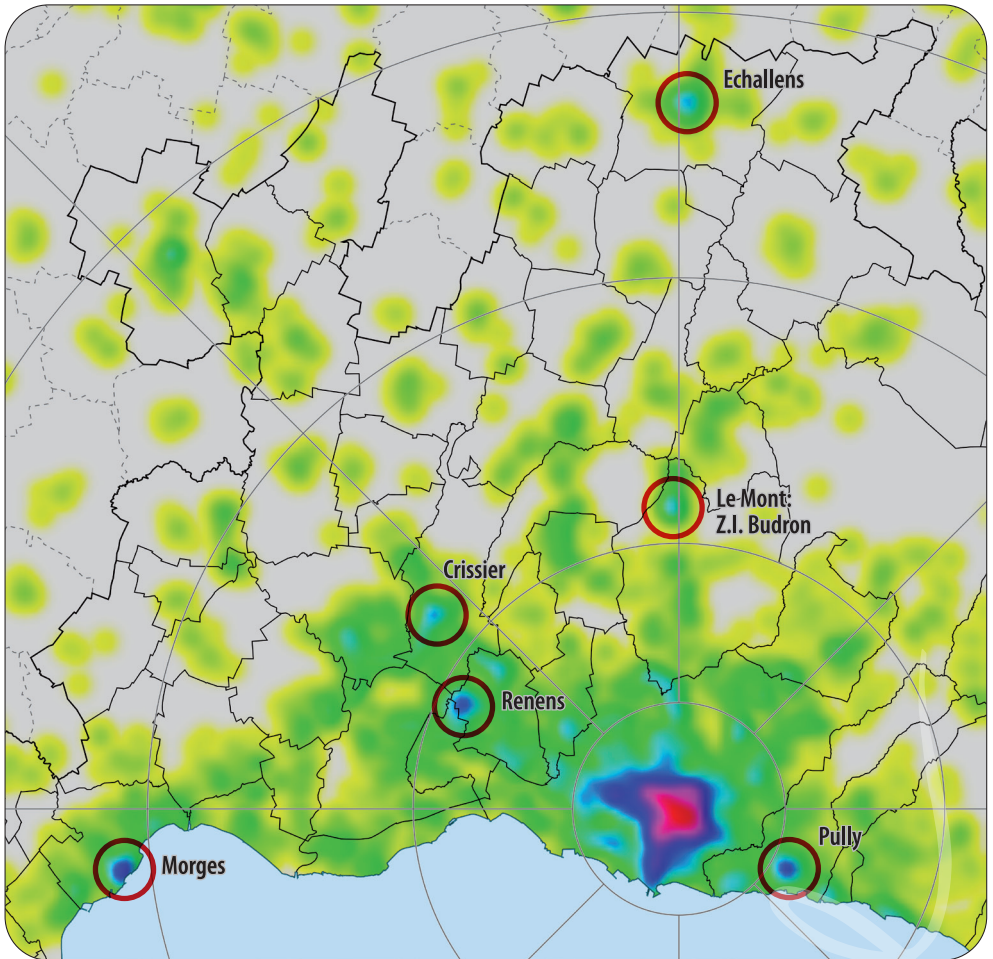 Echallens
Le Mont:
Z.I. Budron
Crissier
Renens
Pully
Morges